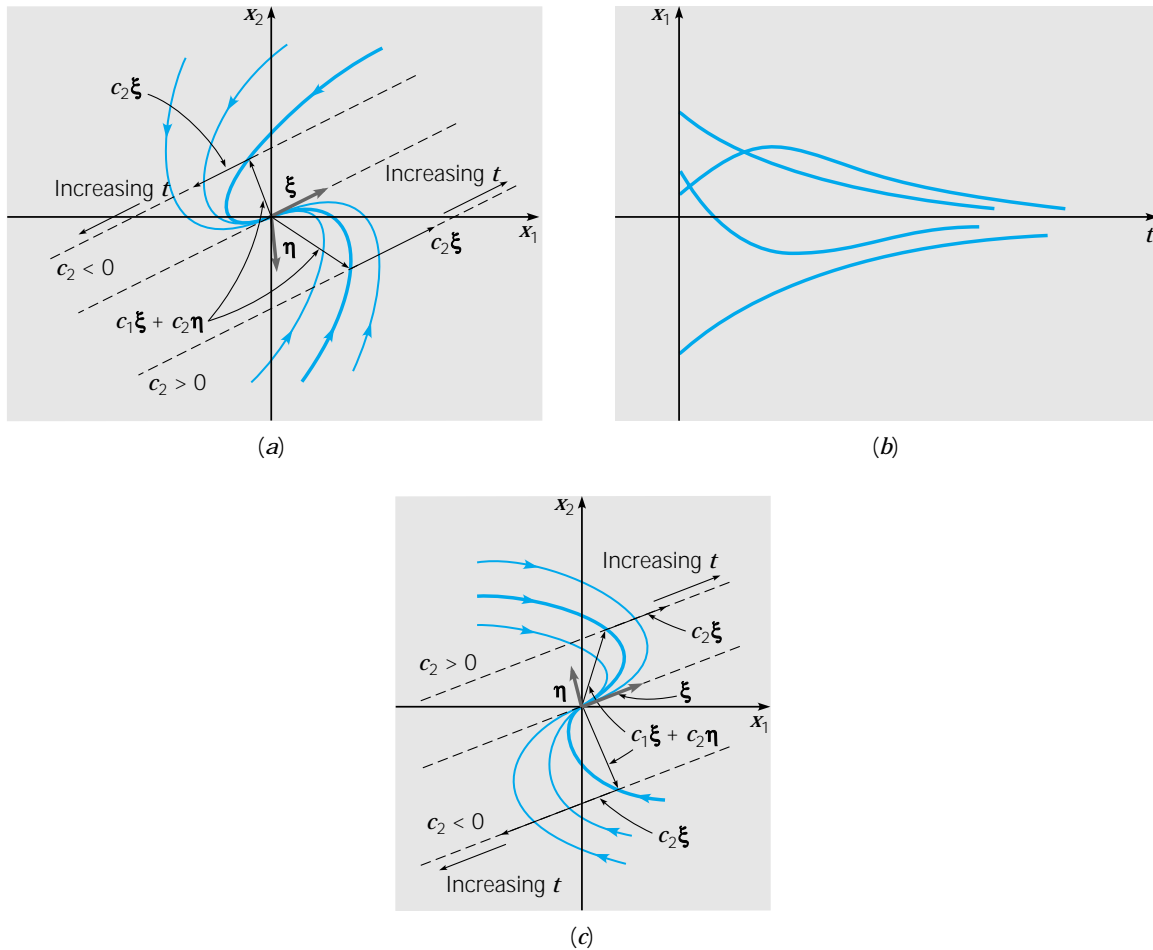 x₂
c₂ξ
Increasing t
Increasing t
ξ
x₁
c₂ξ
η
c₂ < 0
c₁ξ + c₂η
c₂ > 0
(a)
x₁
t
(b)
x₂
Increasing t
c₂ξ
c₂ > 0
η
ξ
x₁
c₁ξ + c₂η
c₂ < 0
c₂ξ
Increasing t
(c)